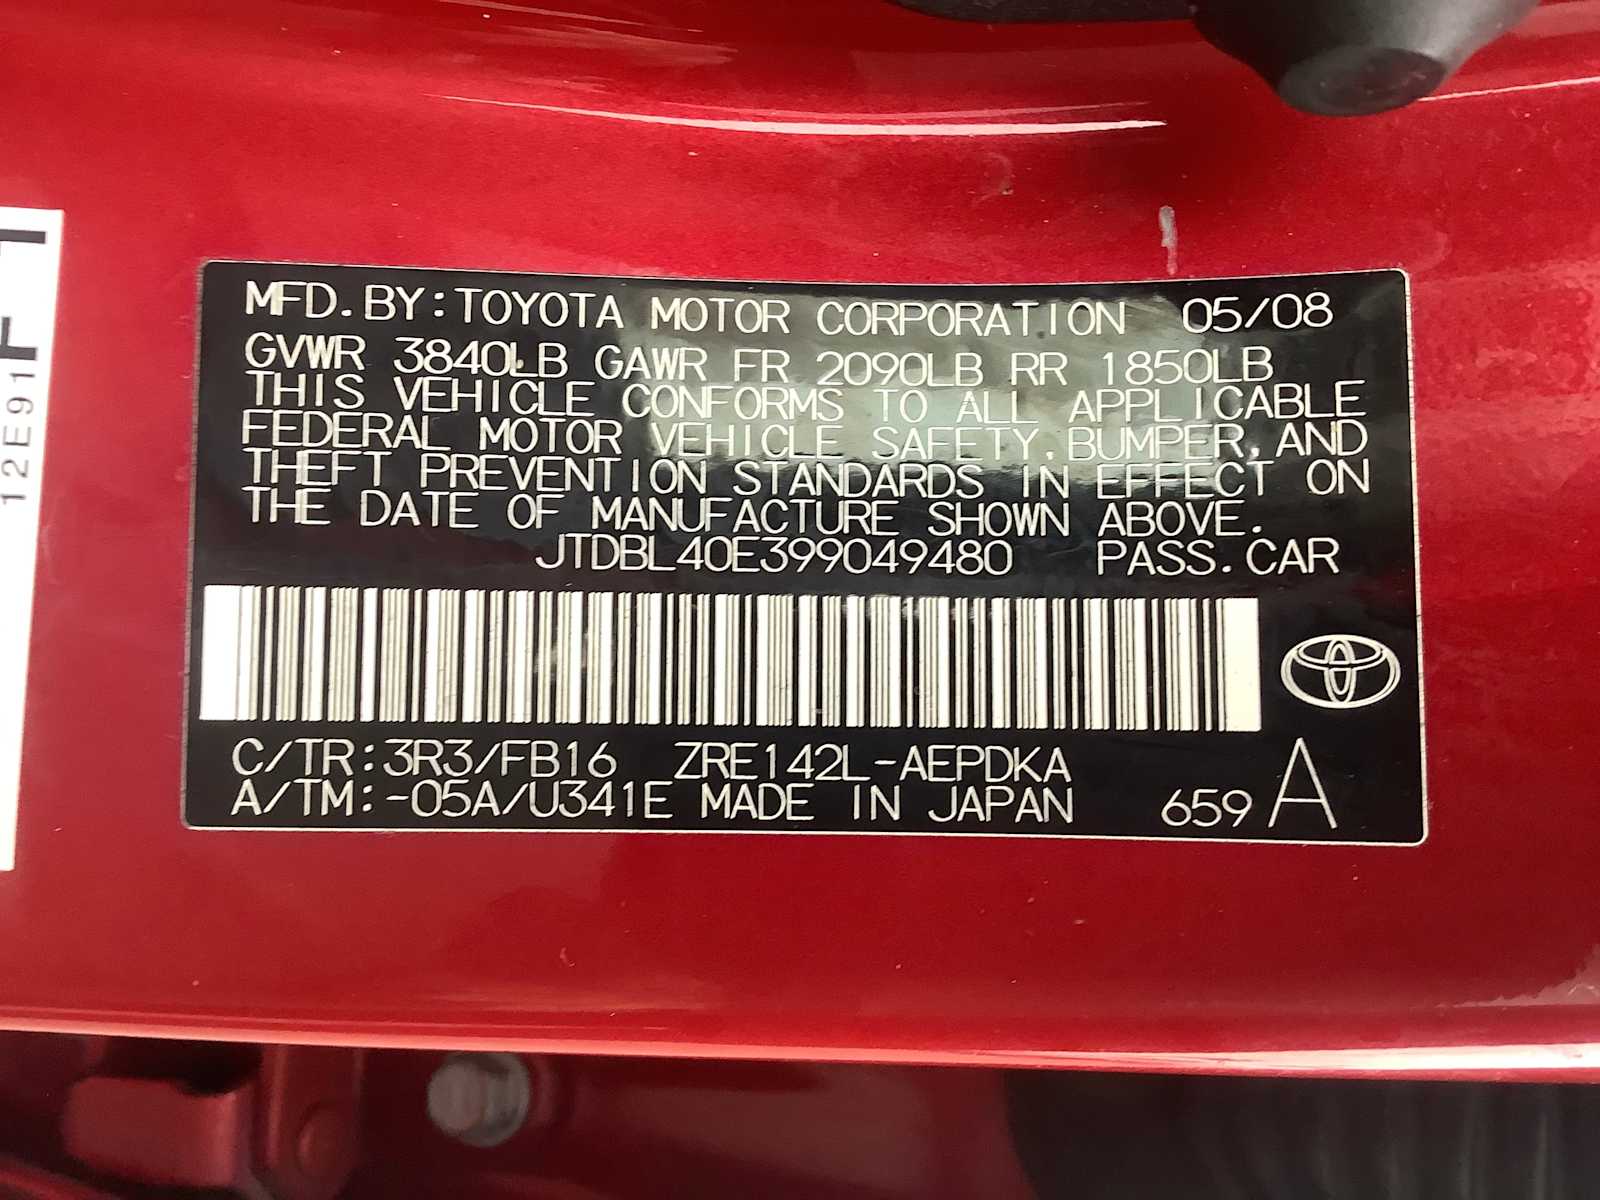 MFD. BY: TOYOTA MOTOR CORPORATION 05/08
GVWR 3840LB GAWR FR 2090LB RR 1850LB
THIS VEHICLE CONFORMS TO ALL APPLICABLE
FEDERAL MOTOR VEHICLE SAFETY, BUMPER, AND
THEFT PREVENTION STANDARDS IN EFFECT ON
THE DATE OF MANUFACTURE SHOWN ABOVE.
JTDBL40E399049480 PASS. CAR
C/TR: 3R3/FB16 ZRE142L-AEPDKA
A/TM: -05A/U341E MADE IN JAPAN 659 A
12E91F